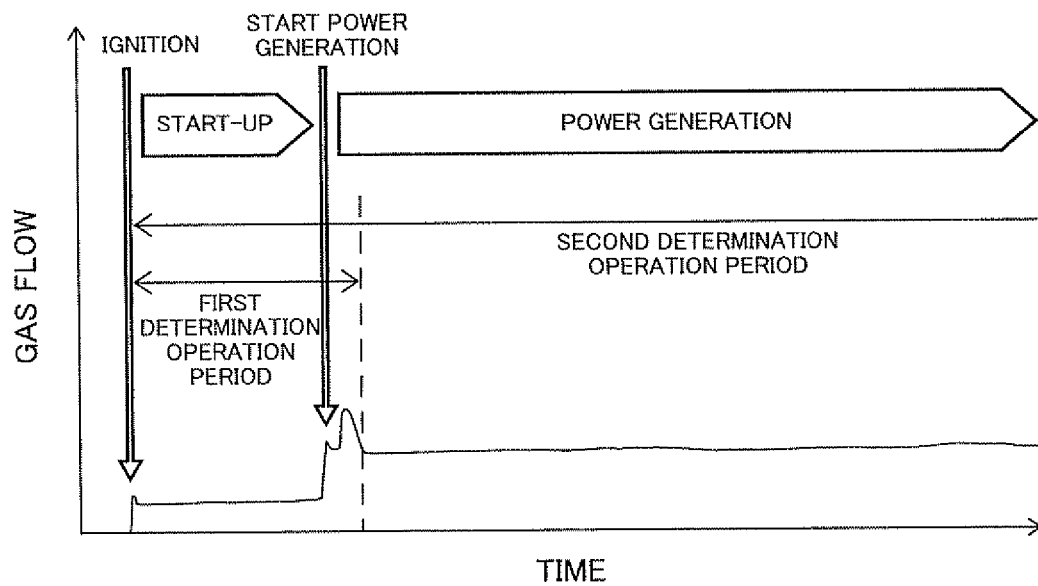 IGNITION
START POWER
GENERATION
START-UP
POWER GENERATION
SECOND DETERMINATION
OPERATION PERIOD
FIRST
DETERMINATION
OPERATION
PERIOD
GAS FLOW
TIME